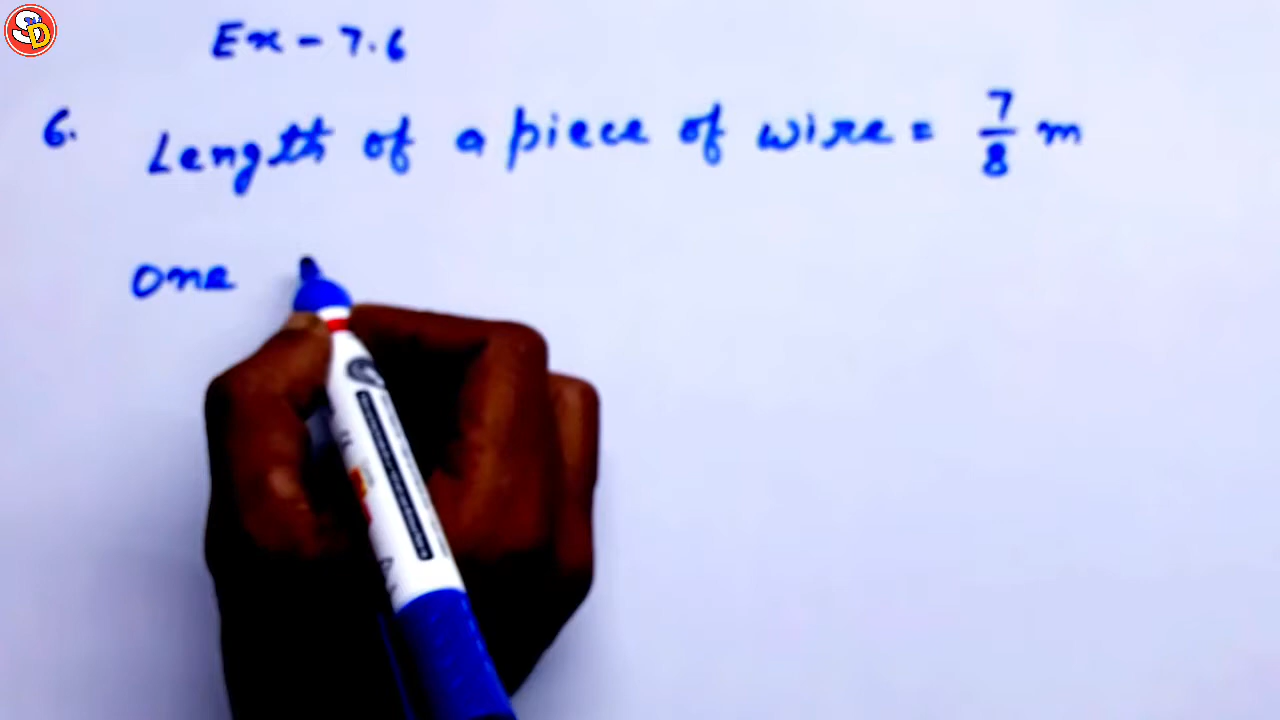 Ex - 7.6
6. Length of a piece of wire = 7/8 m
one